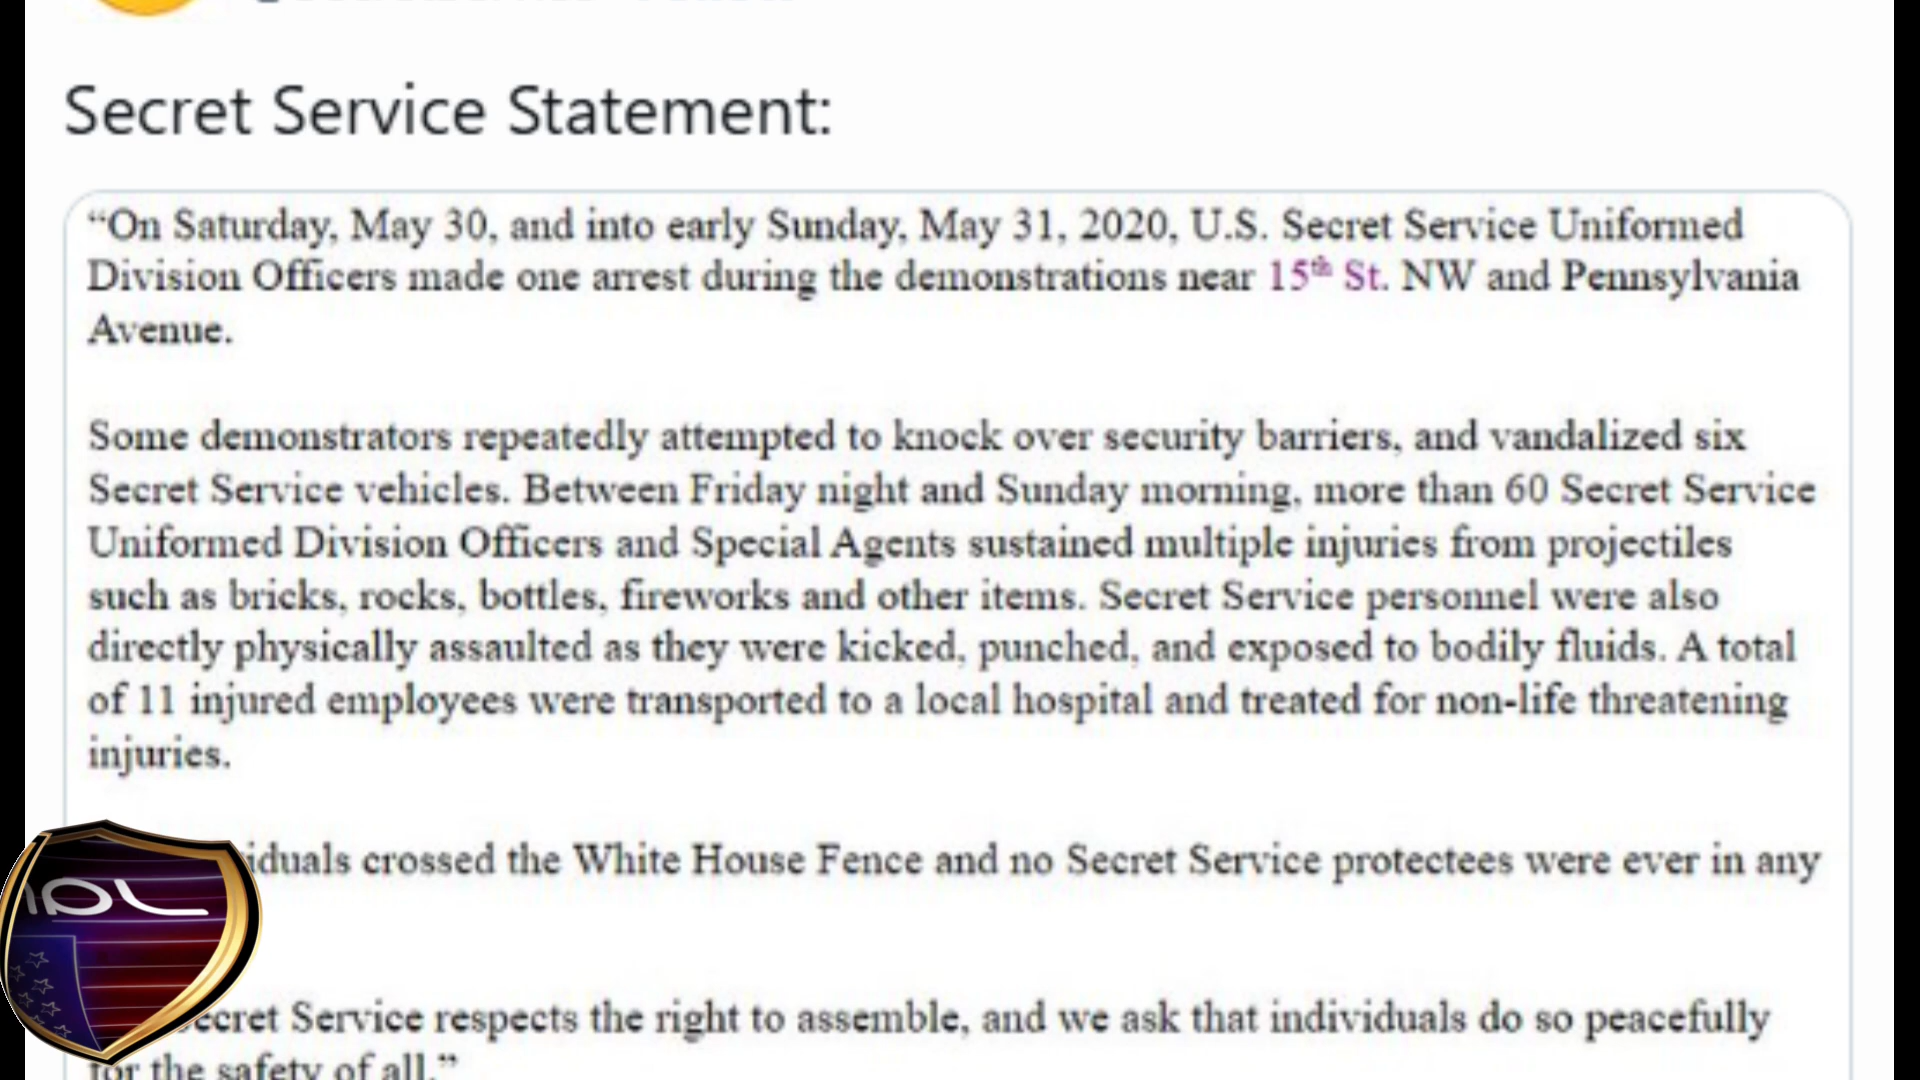 Secret Service Statement:
“On Saturday, May 30, and into early Sunday, May 31, 2020, U.S. Secret Service Uniformed
Division Officers made one arrest during the demonstrations near 15th St. NW and Pennsylvania
Avenue.
Some demonstrators repeatedly attempted to knock over security barriers, and vandalized six
Secret Service vehicles. Between Friday night and Sunday morning, more than 60 Secret Service
Uniformed Division Officers and Special Agents sustained multiple injuries from projectiles
such as bricks, rocks, bottles, fireworks and other items. Secret Service personnel were also
directly physically assaulted as they were kicked, punched, and exposed to bodily fluids. A total
of 11 injured employees were transported to a local hospital and treated for non-life threatening
injuries.
crossed the White House Fence and no Secret Service protectees were ever in any
Service respects the right to assemble, and we ask that individuals do so peacefully
for the safety of all.”